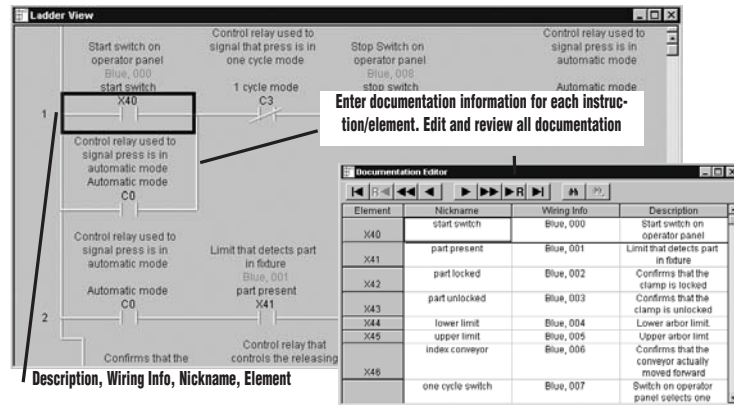 Ladder View
Control relay used to
signal that press is in
one cycle mode
Control relay used to
signal press is in
automatic mode
Start switch on
operator panel
Blue, 000
start switch
X40
Stop Switch on
operator panel
Blue, 008
stop switch
1 cycle mode
C3
Automatic mode
1
Enter documentation information for each instruc-
tion/element. Edit and review all documentation
Control relay used to
signal press is in
automatic mode
Automatic mode
C0
Control relay used to
signal press is in
automatic mode
Automatic mode
C0
Limit that detects part
in fixture
Blue, 001
part present
X41
2
Confirms that the
Control relay that
controls the releasing
Description, Wiring Info, Nickname, Element
Documentation Editor
R R
Element Nickname Wiring Info Description
X40 start switch Blue, 000 Start switch on
operator panel
X41 part present Blue, 001 Limit that detects part
in fixture
X42 part locked Blue, 002 Confirms that the
clamp is locked
X43 part unlocked Blue, 003 Confirms that the
clamp is unlocked
X44 lower limit Blue, 004 Lower arbor limit.
X45 upper limit Blue, 005 Upper arbor limt
X46 index conveyor Blue, 006 Confirms that the
conveyor actually
moved forward
one cycle switch Blue, 007 Switch on operator
panel selects one